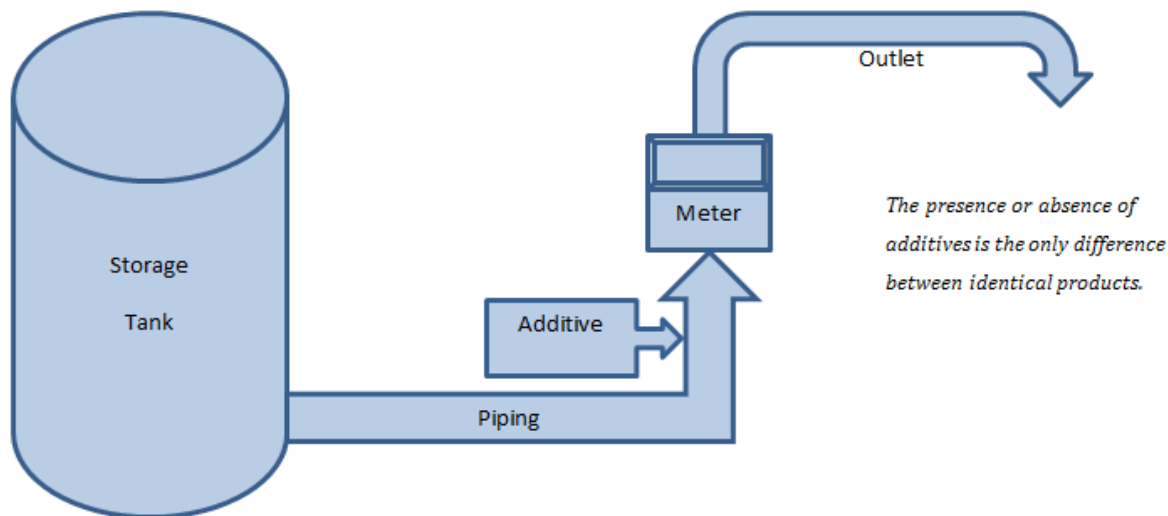 Outlet
Meter
The presence or absence of
additives is the only difference
between identical products.
Storage
Tank
Additive
Piping